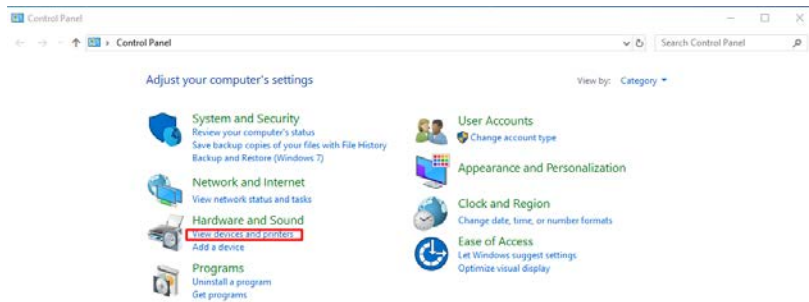 Control Panel
Control Panel
Search Control Panel
Adjust your computer's settings
View by: Category
System and Security
Review your computer's status
Save backup copies of your files with File History
Backup and Restore (Windows 7)
Network and Internet
View network status and tasks
Hardware and Sound
View devices and printers
Add a device
Programs
Uninstall a program
Get programs
User Accounts
Change account type
Appearance and Personalization
Clock and Region
Change date, time, or number formats
Ease of Access
Let Windows suggest settings
Optimize visual display